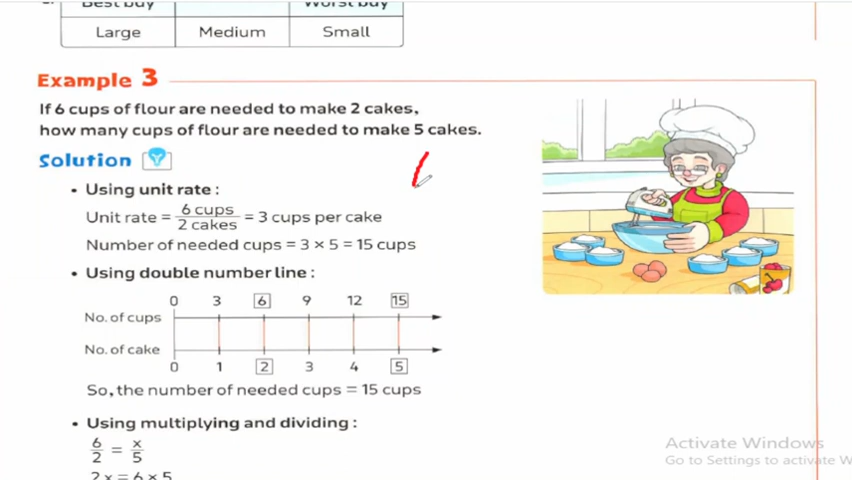 Best buy Worst buy
Large Medium Small
Example 3
If 6 cups of flour are needed to make 2 cakes,
how many cups of flour are needed to make 5 cakes.
Solution
• Using unit rate :
Unit rate = 6 cups / 2 cakes = 3 cups per cake
Number of needed cups = 3 × 5 = 15 cups
• Using double number line :
0 3 6 9 12 15
No. of cups
No. of cake
0 1 2 3 4 5
So, the number of needed cups = 15 cups
• Using multiplying and dividing :
6/2 = x/5
2x = 6 × 5
Activate Windows
Go to Settings to activate W